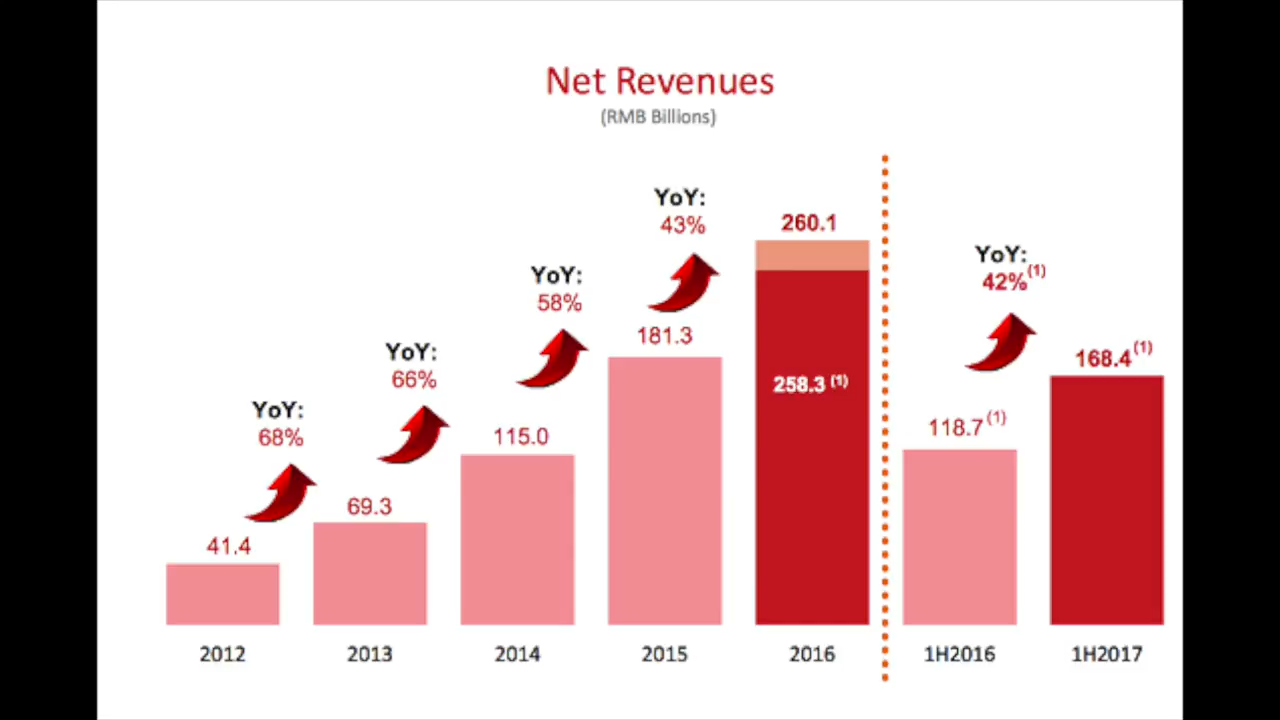 Net Revenues
(RMB Billions)
YoY:
68%
YoY:
66%
YoY:
58%
YoY:
43%
YoY:
42%(1)
41.4
69.3
115.0
181.3
260.1
258.3 (1)
118.7(1)
168.4(1)
2012
2013
2014
2015
2016
1H2016
1H2017